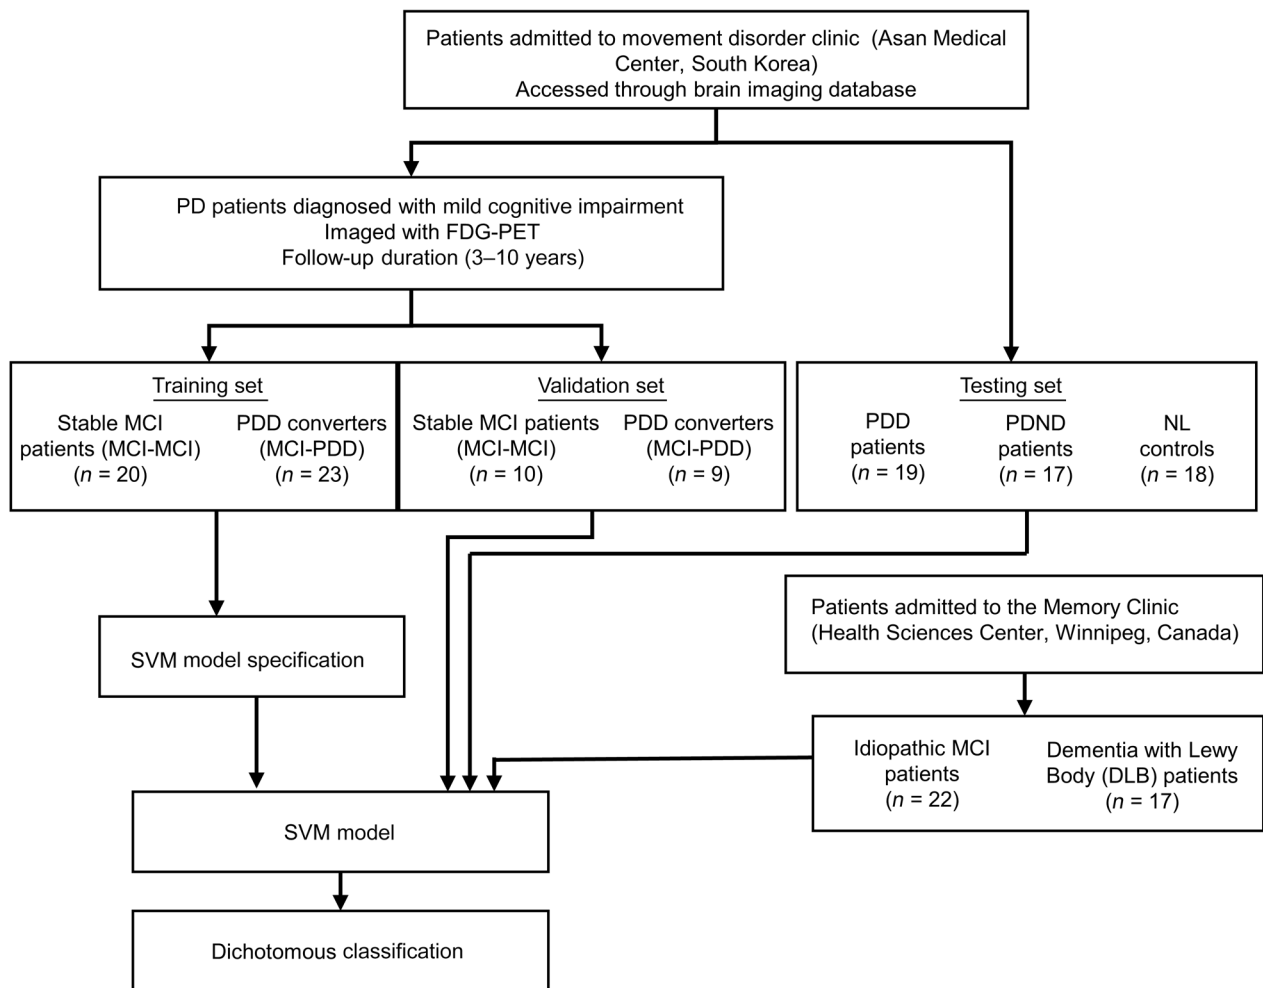 Patients admitted to movement disorder clinic (Asan Medical
Center, South Korea)
Accessed through brain imaging database
PD patients diagnosed with mild cognitive impairment
Imaged with FDG-PET
Follow-up duration (3–10 years)
Training set
Stable MCI
patients (MCI-MCI)
(n = 20)
PDD converters
(MCI-PDD)
(n = 23)
Validation set
Stable MCI patients
(MCI-MCI)
(n = 10)
PDD converters
(MCI-PDD)
(n = 9)
Testing set
PDD
patients
(n = 19)
PDND
patients
(n = 17)
NL
controls
(n = 18)
Patients admitted to the Memory Clinic
(Health Sciences Center, Winnipeg, Canada)
SVM model specification
Idiopathic MCI
patients
(n = 22)
Dementia with Lewy
Body (DLB) patients
(n = 17)
SVM model
Dichotomous classification